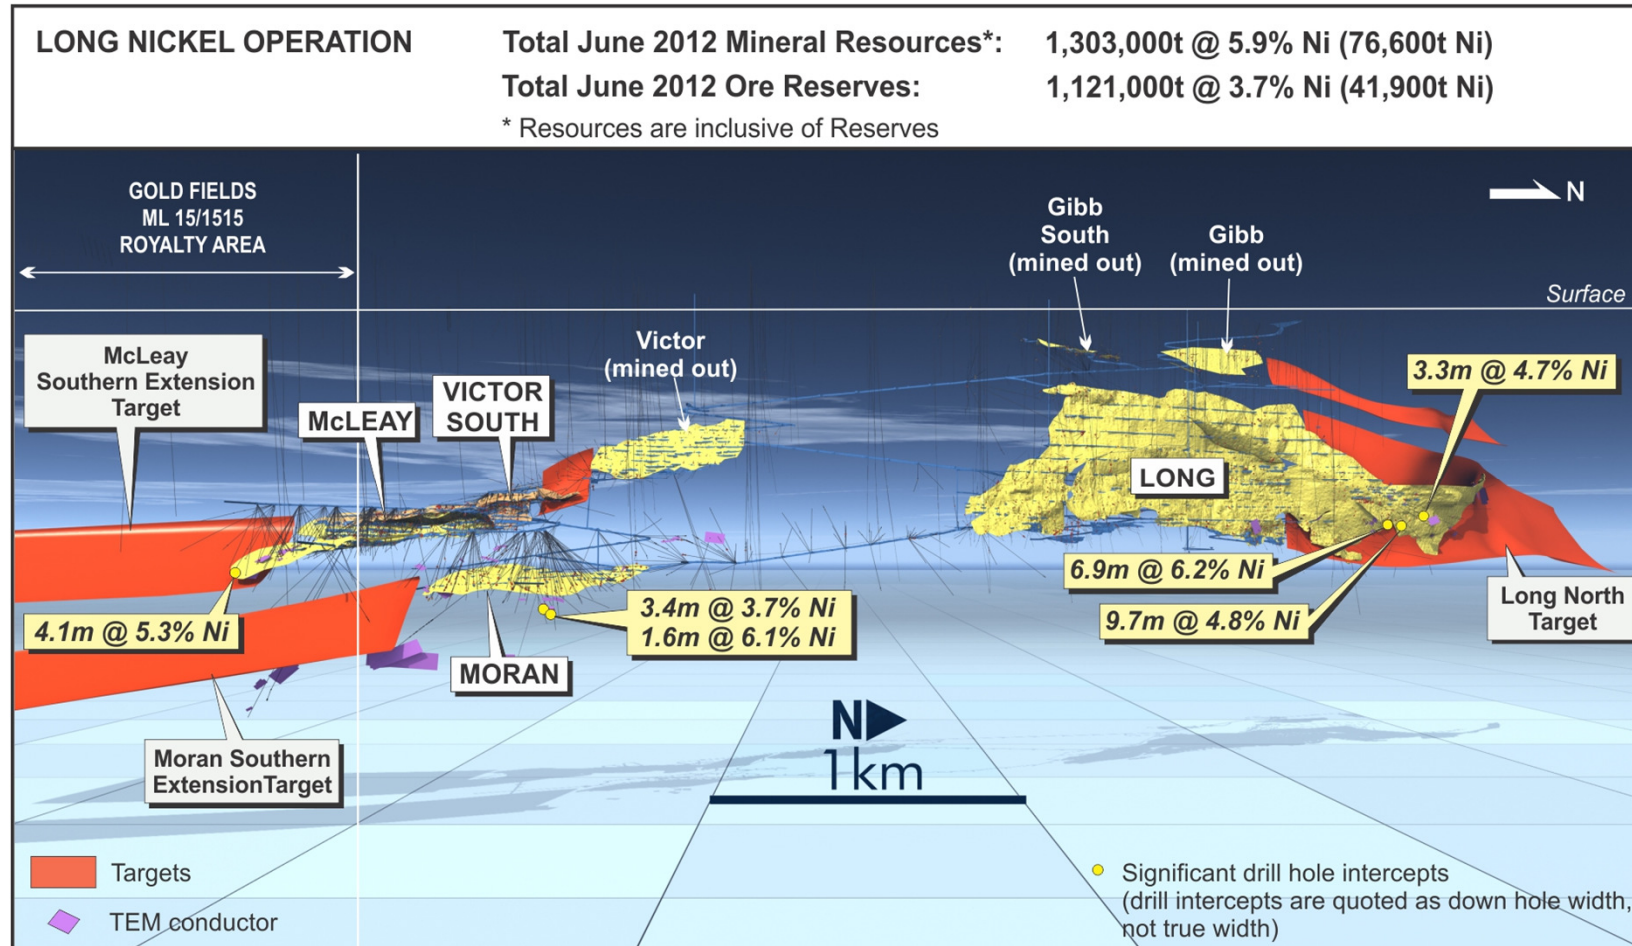 LONG NICKEL OPERATION
Total June 2012 Mineral Resources*: 1,303,000t @ 5.9% Ni (76,600t Ni)
Total June 2012 Ore Reserves: 1,121,000t @ 3.7% Ni (41,900t Ni)
* Resources are inclusive of Reserves
GOLD FIELDS
ML 15/1515
ROYALTY AREA
N
Gibb
South
(mined out)
Gibb
(mined out)
Surface
McLeay
Southern Extension
Target
McLEAY
VICTOR
SOUTH
Victor
(mined out)
3.3m @ 4.7% Ni
LONG
6.9m @ 6.2% Ni
9.7m @ 4.8% Ni
Long North
Target
4.1m @ 5.3% Ni
3.4m @ 3.7% Ni
1.6m @ 6.1% Ni
MORAN
Moran Southern
ExtensionTarget
N
1km
Targets
TEM conductor
Significant drill hole intercepts
(drill intercepts are quoted as down hole width,
not true width)